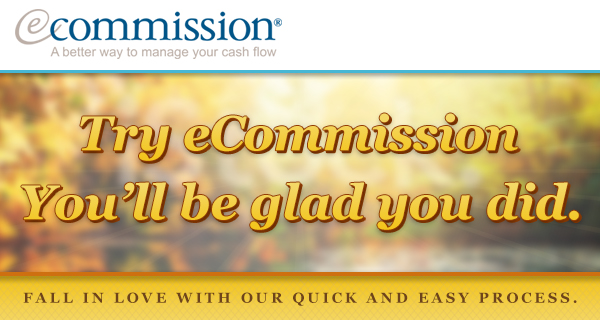 ecommission®
A better way to manage your cash flow
Try eCommission
You'll be glad you did.
FALL IN LOVE WITH OUR QUICK AND EASY PROCESS.